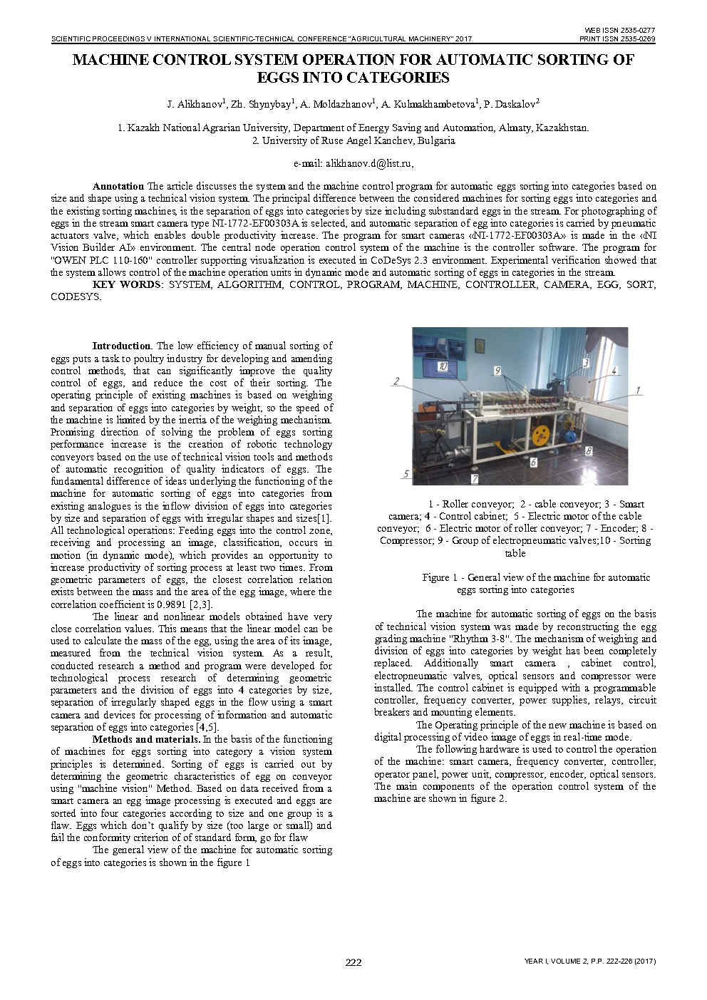 WEB ISSN 2535-0277
SCIENTIFIC PROCEEDINGS V INTERNATIONAL SCIENTIFIC-TECHNICAL CONFERENCE "AGRICULTURAL MACHINERY" 2017 PRINT ISSN 2535-0269
MACHINE CONTROL SYSTEM OPERATION FOR AUTOMATIC SORTING OF
EGGS INTO CATEGORIES
J. Alikhanov1, Zh. Shynybay1, A. Moldazhanov1, A. Kulmakhambetova1, P. Daskalov2
1. Kazakh National Agrarian University, Department of Energy Saving and Automation, Almaty, Kazakhstan.
2. University of Ruse Angel Kanchev, Bulgaria
e-mail: alikhanov.d@list.ru,
Annotation The article discusses the system and the machine control program for automatic eggs sorting into categories based on
size and shape using a technical vision system. The principal difference between the considered machines for sorting eggs into categories and
the existing sorting machines, is the separation of eggs into categories by size including substandard eggs in the stream. For photographing of
eggs in the stream smart camera type NI-1772-EF00303A is selected, and automatic separation of egg into categories is carried by pneumatic
actuators valve, which enables double productivity increase. The program for smart cameras «NI-1772-EF00303A» is made in the «NI
Vision Builder AI» environment. The central node operation control system of the machine is the controller software. The program for
"OWEN PLC 110-160" controller supporting visualization is executed in CoDeSys 2.3 environment. Experimental verification showed that
the system allows control of the machine operation units in dynamic mode and automatic sorting of eggs in categories in the stream.
KEY WORDS: SYSTEM, ALGORITHM, CONTROL, PROGRAM, MACHINE, CONTROLLER, CAMERA, EGG, SORT,
CODESYS.
Introduction. The low efficiency of manual sorting of
eggs puts a task to poultry industry for developing and amending
control methods, that can significantly improve the quality
control of eggs, and reduce the cost of their sorting. The
operating principle of existing machines is based on weighing
and separation of eggs into categories by weight, so the speed of
the machine is limited by the inertia of the weighing mechanism.
Promising direction of solving the problem of eggs sorting
performance increase is the creation of robotic technology
conveyors based on the use of technical vision tools and methods
of automatic recognition of quality indicators of eggs. The
fundamental difference of ideas underlying the functioning of the
machine for automatic sorting of eggs into categories from
existing analogues is the inflow division of eggs into categories
by size and separation of eggs with irregular shapes and sizes[1].
All technological operations: Feeding eggs into the control zone,
receiving and processing an image, classification, occurs in
motion (in dynamic mode), which provides an opportunity to
increase productivity of sorting process at least two times. From
geometric parameters of eggs, the closest correlation relation
exists between the mass and the area of the egg image, where the
correlation coefficient is 0.9891 [2,3].
The linear and nonlinear models obtained have very
close correlation values. This means that the linear model can be
used to calculate the mass of the egg, using the area of its image,
measured from the technical vision system. As a result,
conducted research a method and program were developed for
technological process research of determining geometric
parameters and the division of eggs into 4 categories by size,
separation of irregularly shaped eggs in the flow using a smart
camera and devices for processing of information and automatic
separation of eggs into categories [4,5].
Methods and materials. In the basis of the functioning
of machines for eggs sorting into category a vision system
principles is determined. Sorting of eggs is carried out by
determining the geometric characteristics of egg on conveyor
using "machine vision" Method. Based on data received from a
smart camera an egg image processing is executed and eggs are
sorted into four categories according to size and one group is a
flaw. Eggs which don't qualify by size (too large or small) and
fail the conformity criterion of of standard form, go for flaw
The general view of the machine for automatic sorting
of eggs into categories is shown in the figure 1
10
9
3
4
2
1
5
7
6
8
1 - Roller conveyor; 2 - cable conveyor; 3 - Smart
camera; 4 - Control cabinet; 5 - Electric motor of the cable
conveyor; 6 - Electric motor of roller conveyor; 7 - Encoder; 8 -
Compressor; 9 - Group of electropneumatic valves;10 - Sorting
table
Figure 1 - General view of the machine for automatic
eggs sorting into categories
The machine for automatic sorting of eggs on the basis
of technical vision system was made by reconstructing the egg
grading machine "Rhythm 3-8". The mechanism of weighing and
division of eggs into categories by weight has been completely
replaced. Additionally smart camera , cabinet control,
electropneumatic valves, optical sensors and compressor were
installed. The control cabinet is equipped with a programmable
controller, frequency converter, power supplies, relays, circuit
breakers and mounting elements.
The Operating principle of the new machine is based on
digital processing of video image of eggs in real-time mode.
The following hardware is used to control the operation
of the machine: smart camera, frequency converter, controller,
operator panel, power unit, compressor, encoder, optical sensors.
The main components of the operation control system of the
machine are shown in figure 2.
222
YEAR I, VOLUME 2, P.P. 222-226 (2017)